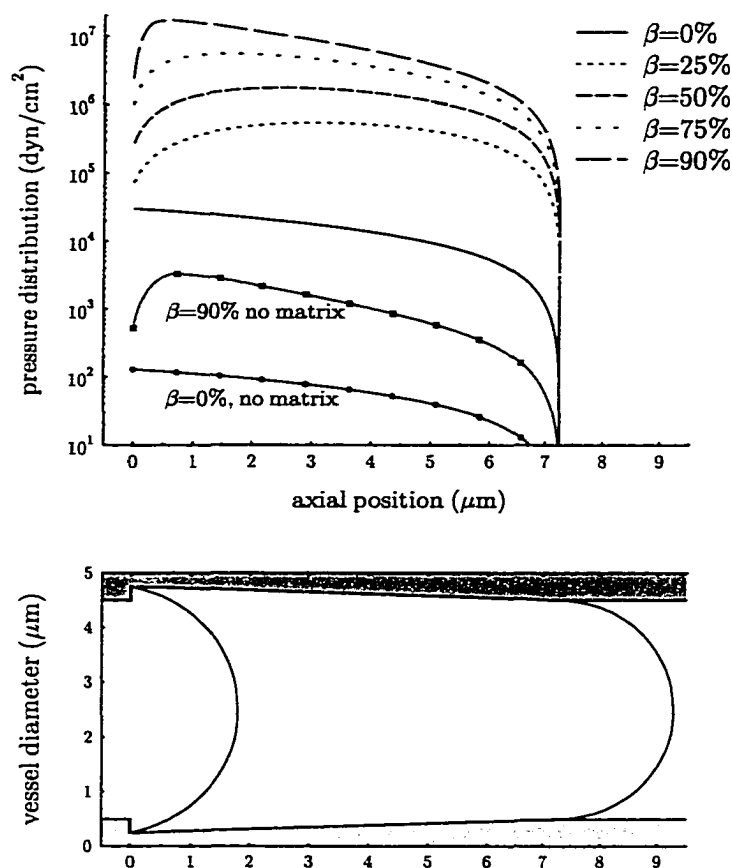 pressure distribution (dyn/cm²)
10⁷
10⁶
10⁵
10⁴
10³
10²
10¹
β=0%
β=25%
β=50%
β=75%
β=90%
β=90% no matrix
β=0%, no matrix
0 1 2 3 4 5 6 7 8 9
axial position (μm)
vessel diameter (μm)
5
4
3
2
1
0
0 1 2 3 4 5 6 7 8 9